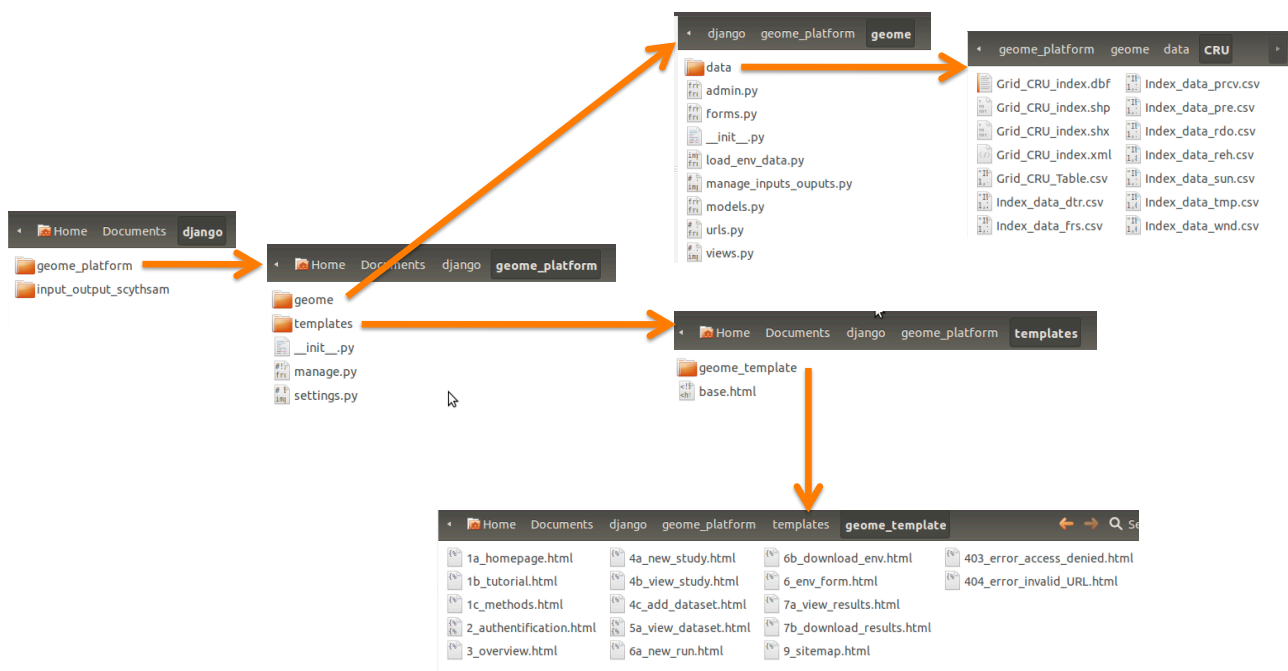 Home Documents django
geome_platform
input_output_scythsam
Home Documents django geome_platform
geome
templates
__init__.py
manage.py
settings.py
django geome_platform geome
data
admin.py
forms.py
__init__.py
load_env_data.py
manage_inputs_ouputs.py
models.py
urls.py
views.py
geome_platform geome data CRU
Grid_CRU_index.dbf Index_data_prcv.csv
Grid_CRU_index.shp Index_data_pre.csv
Grid_CRU_index.shx Index_data_rdo.csv
Grid_CRU_index.xml Index_data_reh.csv
Grid_CRU_Table.csv Index_data_sun.csv
Index_data_dtr.csv Index_data_tmp.csv
Index_data_frs.csv Index_data_wnd.csv
Home Documents django geome_platform templates
geome_template
base.html
Home Documents django geome_platform templates geome_template Se
1a_homepage.html 4a_new_study.html 6b_download_env.html 403_error_access_denied.html
1b_tutorial.html 4b_view_study.html 6_env_form.html 404_error_invalid_URL.html
1c_methods.html 4c_add_dataset.html 7a_view_results.html
2_authentification.html 5a_view_dataset.html 7b_download_results.html
3_overview.html 6a_new_run.html 9_sitemap.html